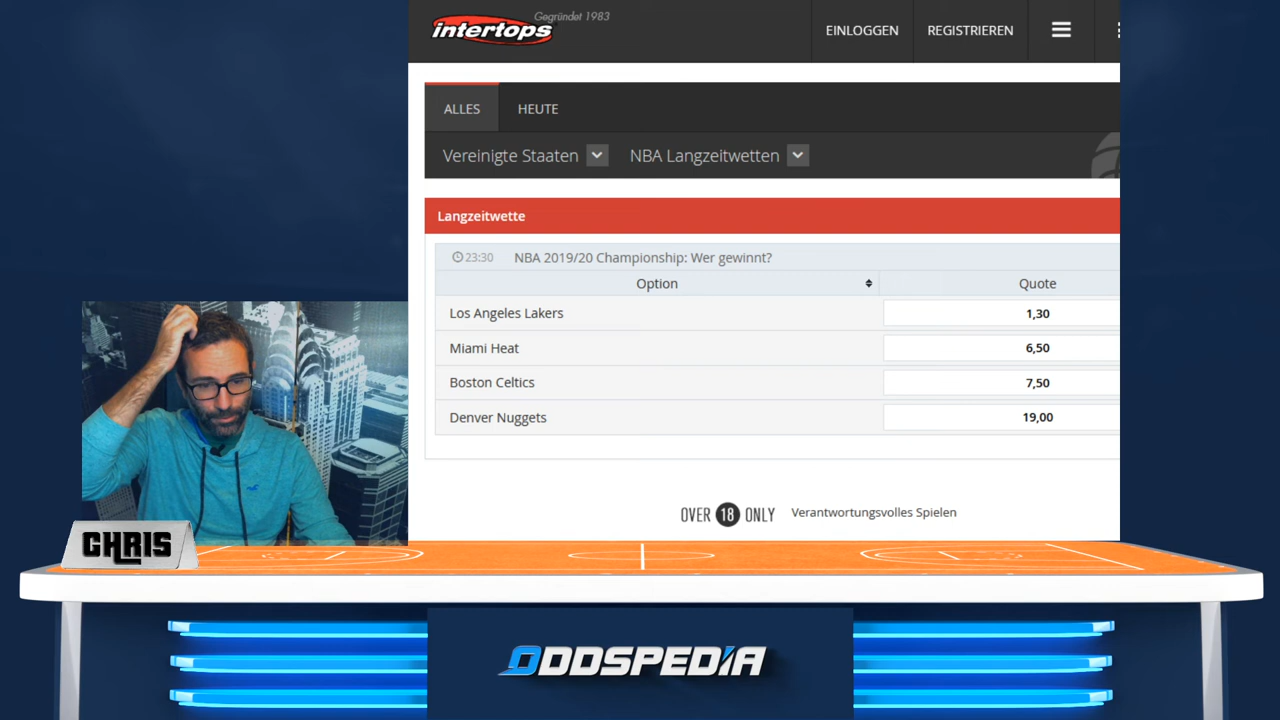 Gegründet 1983
intertops
EINLOGGEN
REGISTRIEREN
ALLES
HEUTE
Vereinigte Staaten
NBA Langzeitwetten
Langzeitwette
23:30
NBA 2019/20 Championship: Wer gewinnt?
Option
Quote
Los Angeles Lakers
1,30
Miami Heat
6,50
Boston Celtics
7,50
Denver Nuggets
19,00
OVER 18 ONLY
Verantwortungsvolles Spielen
CHRIS
ODDSPEDIA